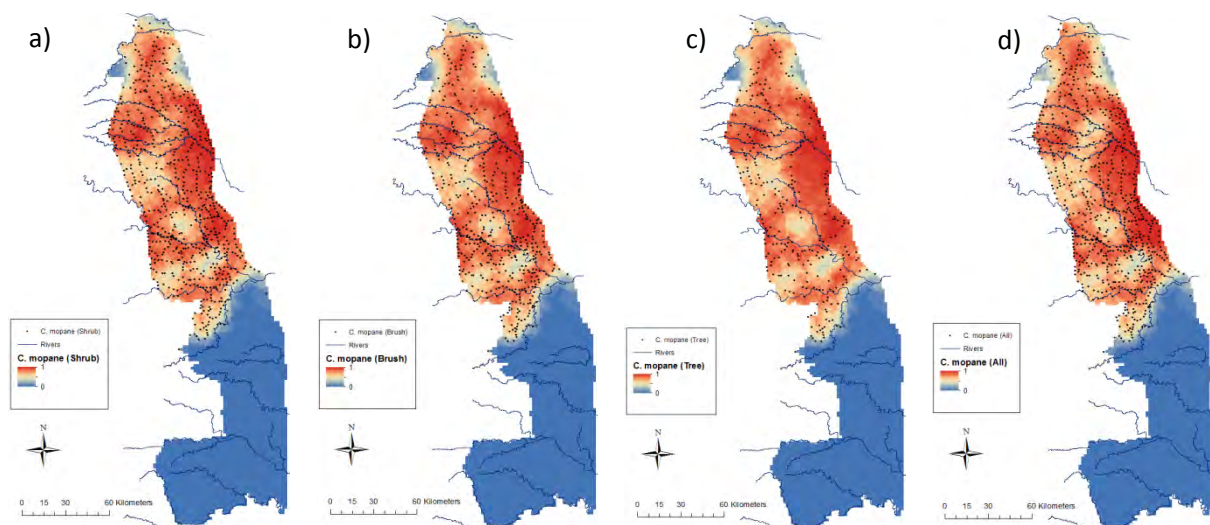 a)
C. mopane (Shrub)
Rivers
C. mopane (Shrub)
1
0
N
0 15 30 60 Kilometers
b)
C. mopane (Brush)
Rivers
C. mopane (Brush)
1
0
N
0 15 30 60 Kilometers
c)
C. mopane (Tree)
Rivers
C. mopane (Tree)
1
0
N
0 15 30 60 Kilometers
d)
C. mopane (All)
Rivers
C. mopane (All)
1
0
N
0 15 30 60 Kilometers